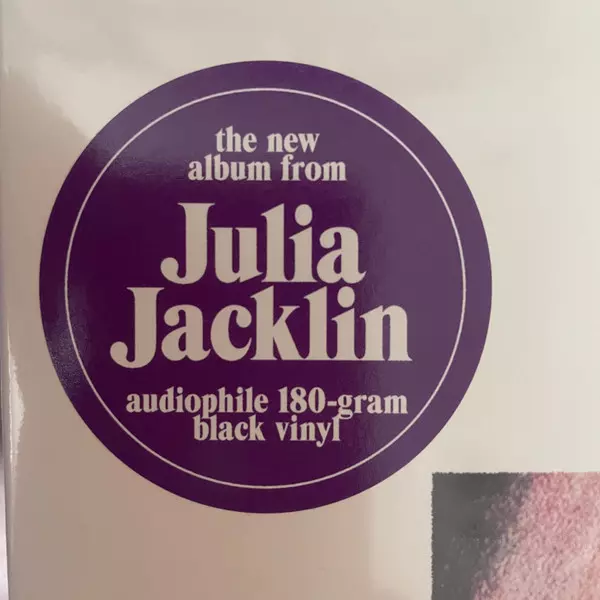 the new
album from
Julia
Jacklin
audiophile 180-gram
black vinyl